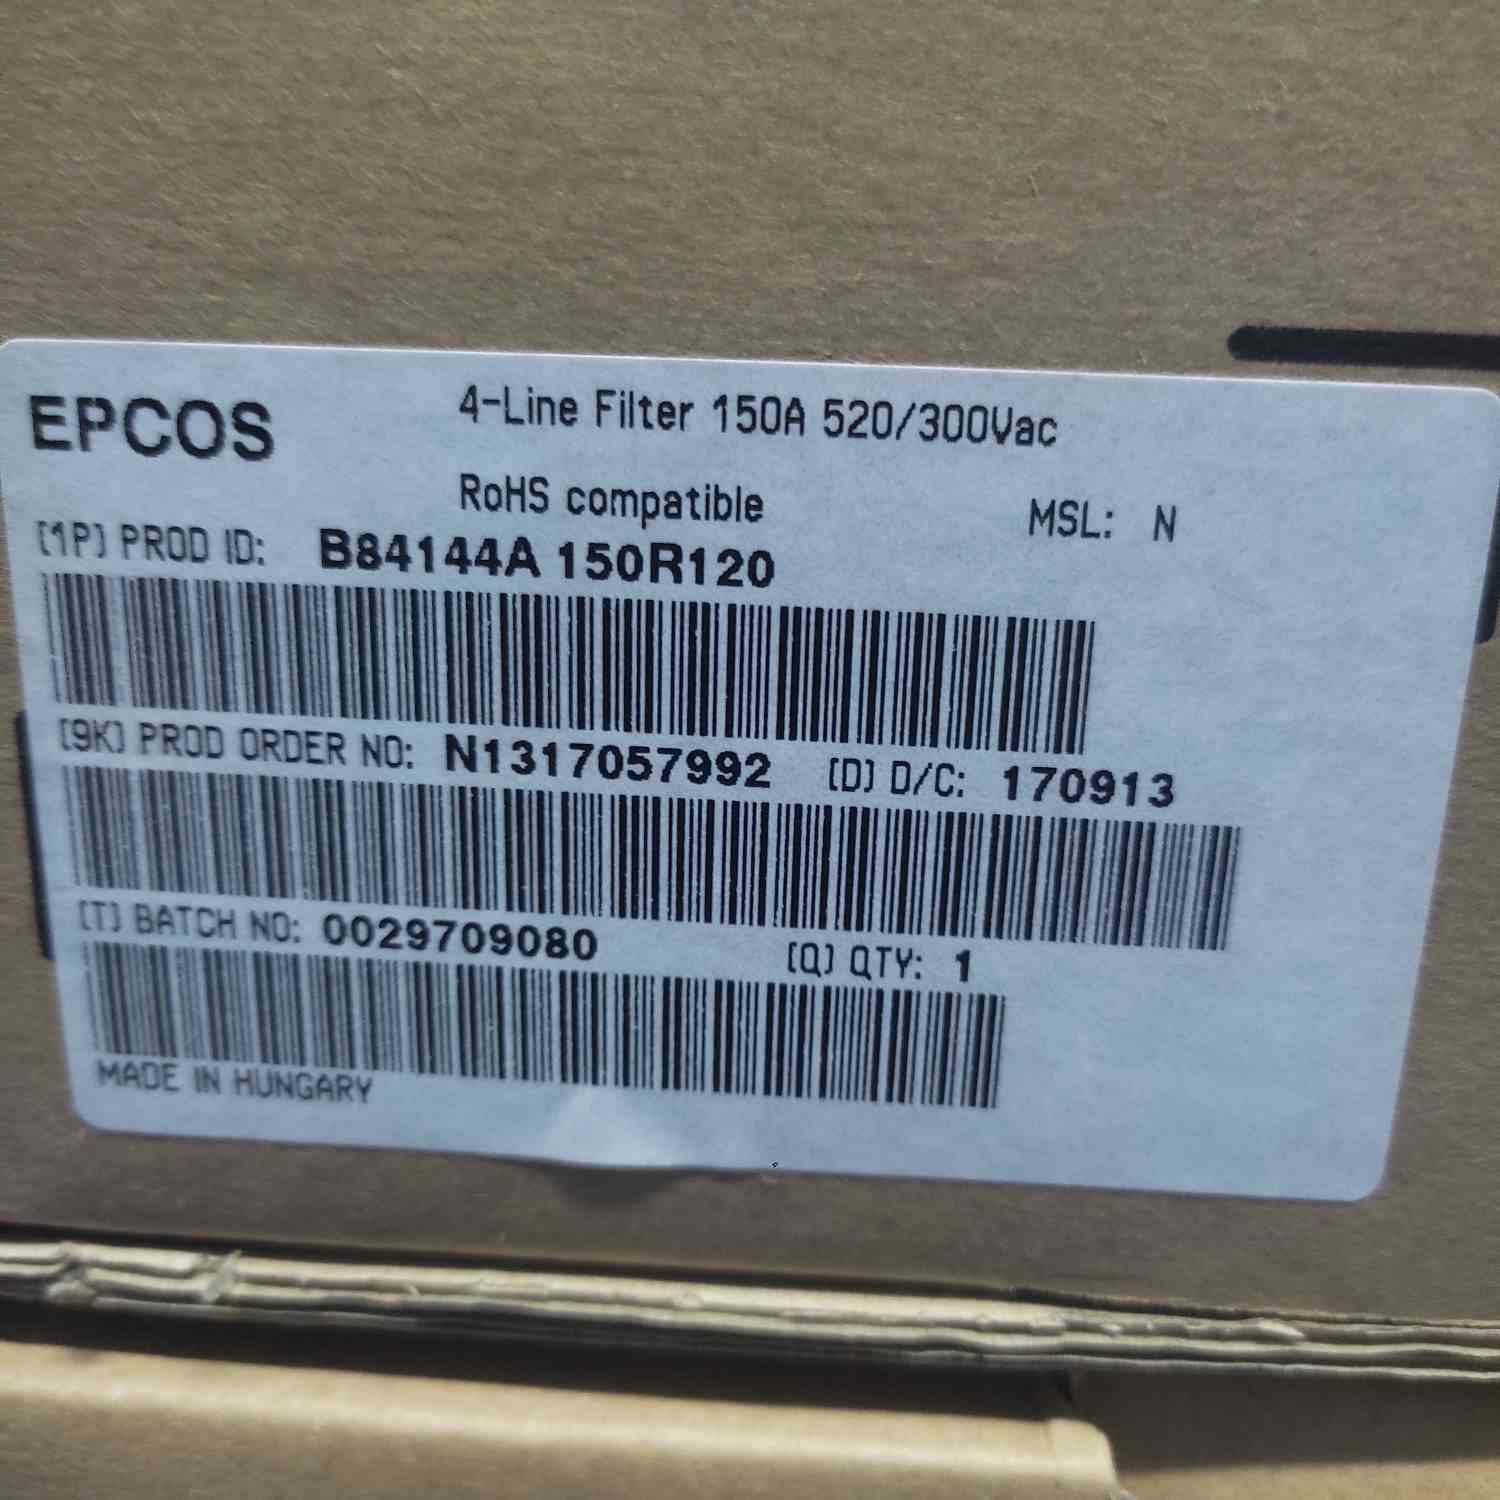 EPCOS 4-Line Filter 150A 520/300Vac
RoHS compatible MSL: N
(1P) PROD ID: B84144A 150R120
(9K) PROD ORDER NO: N1317057992 (D) D/C: 170913
(T) BATCH NO: 0029709080 (Q) QTY: 1
MADE IN HUNGARY